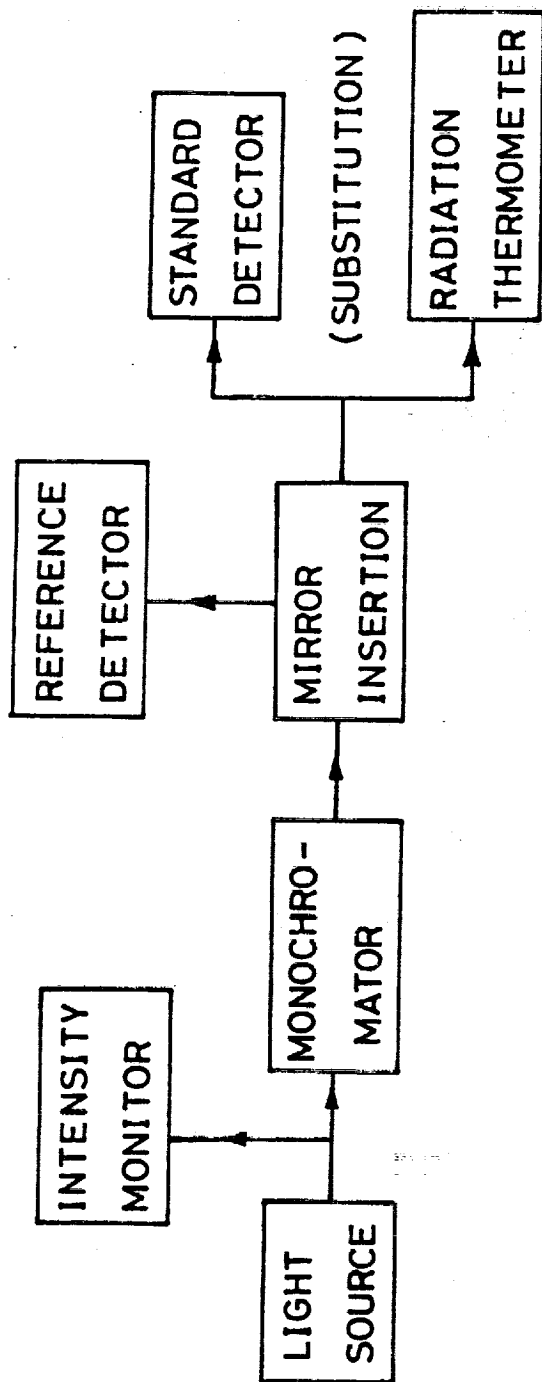 LIGHT
SOURCE
INTENSITY
MONITOR
MONOCHRO-
MATOR
MIRROR
INSERTION
REFERENCE
DETECTOR
STANDARD
DETECTOR
(SUBSTITUTION)
RADIATION
THERMOMETER